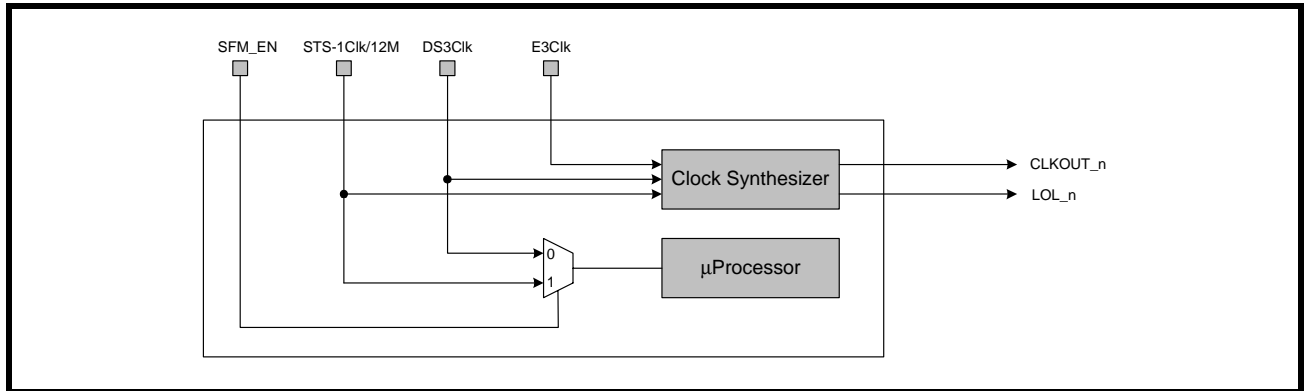 SFM_EN
STS-1Clk/12M
DS3Clk
E3Clk
Clock Synthesizer
CLKOUT_n
LOL_n
0
1
μProcessor